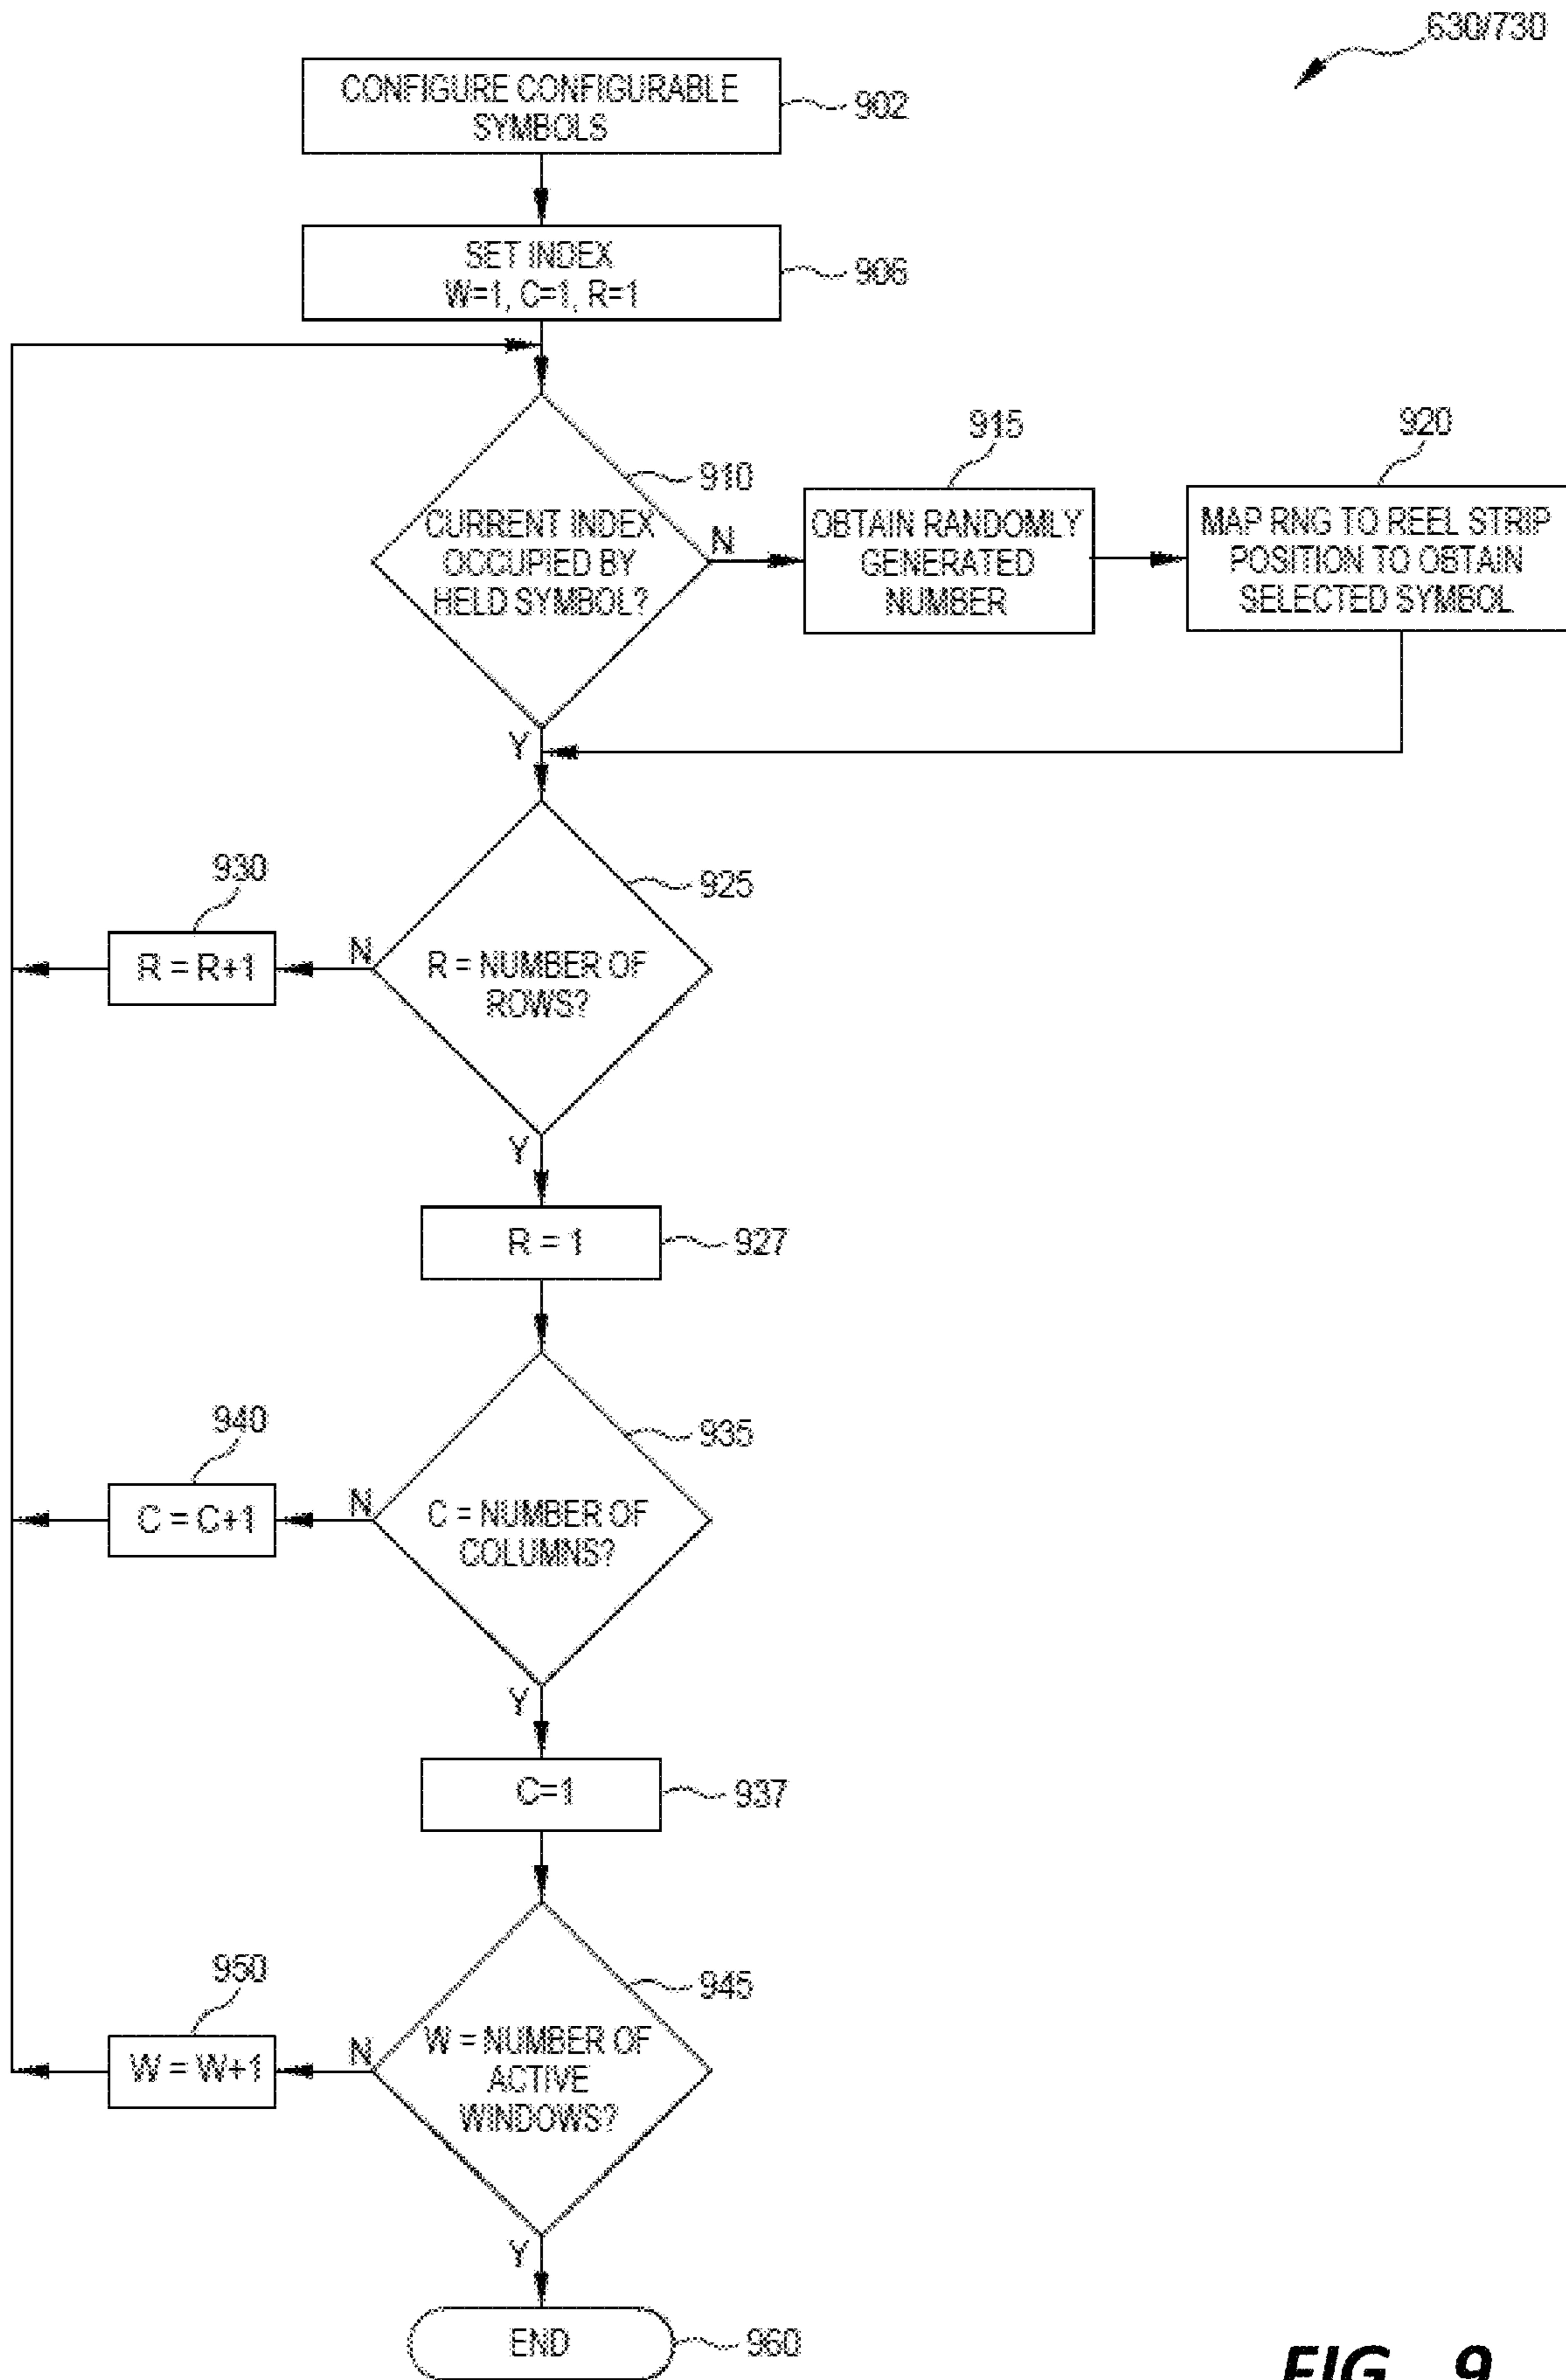 630/730
CONFIGURE CONFIGURABLE
SYMBOLS
902
SET INDEX
W=1, C=1, R=1
906
910
CURRENT INDEX
OCCUPIED BY
HELD SYMBOL?
N
Y
915
OBTAIN RANDOMLY
GENERATED
NUMBER
920
MAP RNG TO REEL STRIP
POSITION TO OBTAIN
SELECTED SYMBOL
925
R = NUMBER OF
ROWS?
N
930
R = R+1
Y
R = 1
927
935
C = NUMBER OF
COLUMNS?
N
940
C = C+1
Y
C=1
937
945
W = NUMBER OF
ACTIVE
WINDOWS?
N
950
W = W+1
Y
END
960
FIG. 9